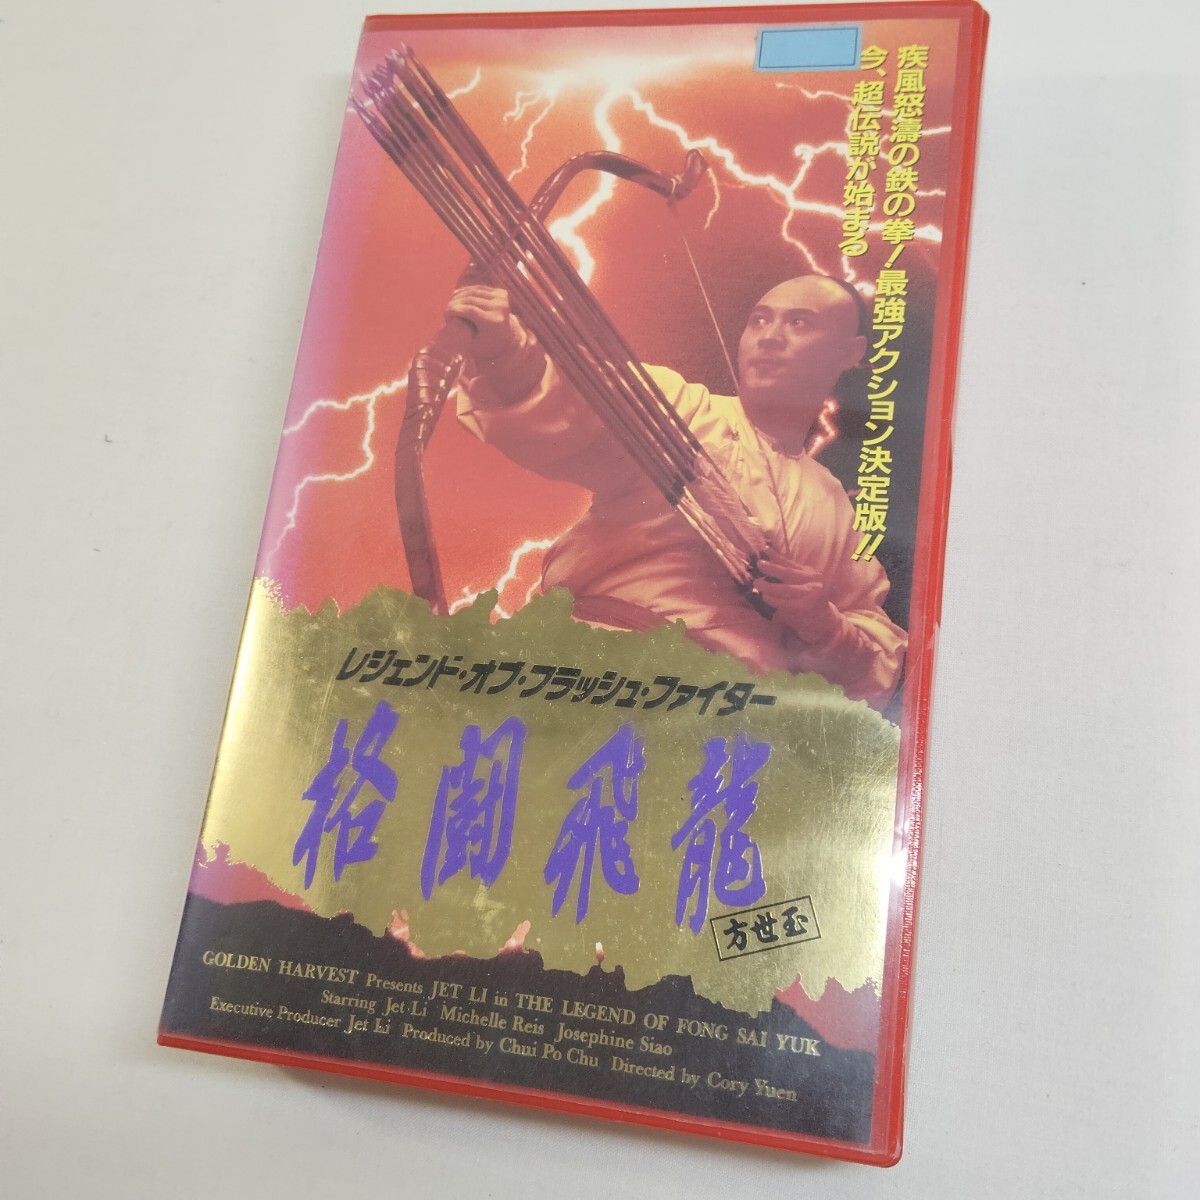 疾風怒濤の鉄の拳!最強アクション決定版!!
今、超伝説が始まる
レジェンド・オブ・フラッシュ・ファイター
格闘飛龍
方世玉
GOLDEN HARVEST Presents JET LI in THE LEGEND OF FONG SAI YUK
Starring Jet Li Michelle Reis Josephine Siao
Executive Producer Jet Li Produced by Chui Po Chu Directed by Cory Yuen